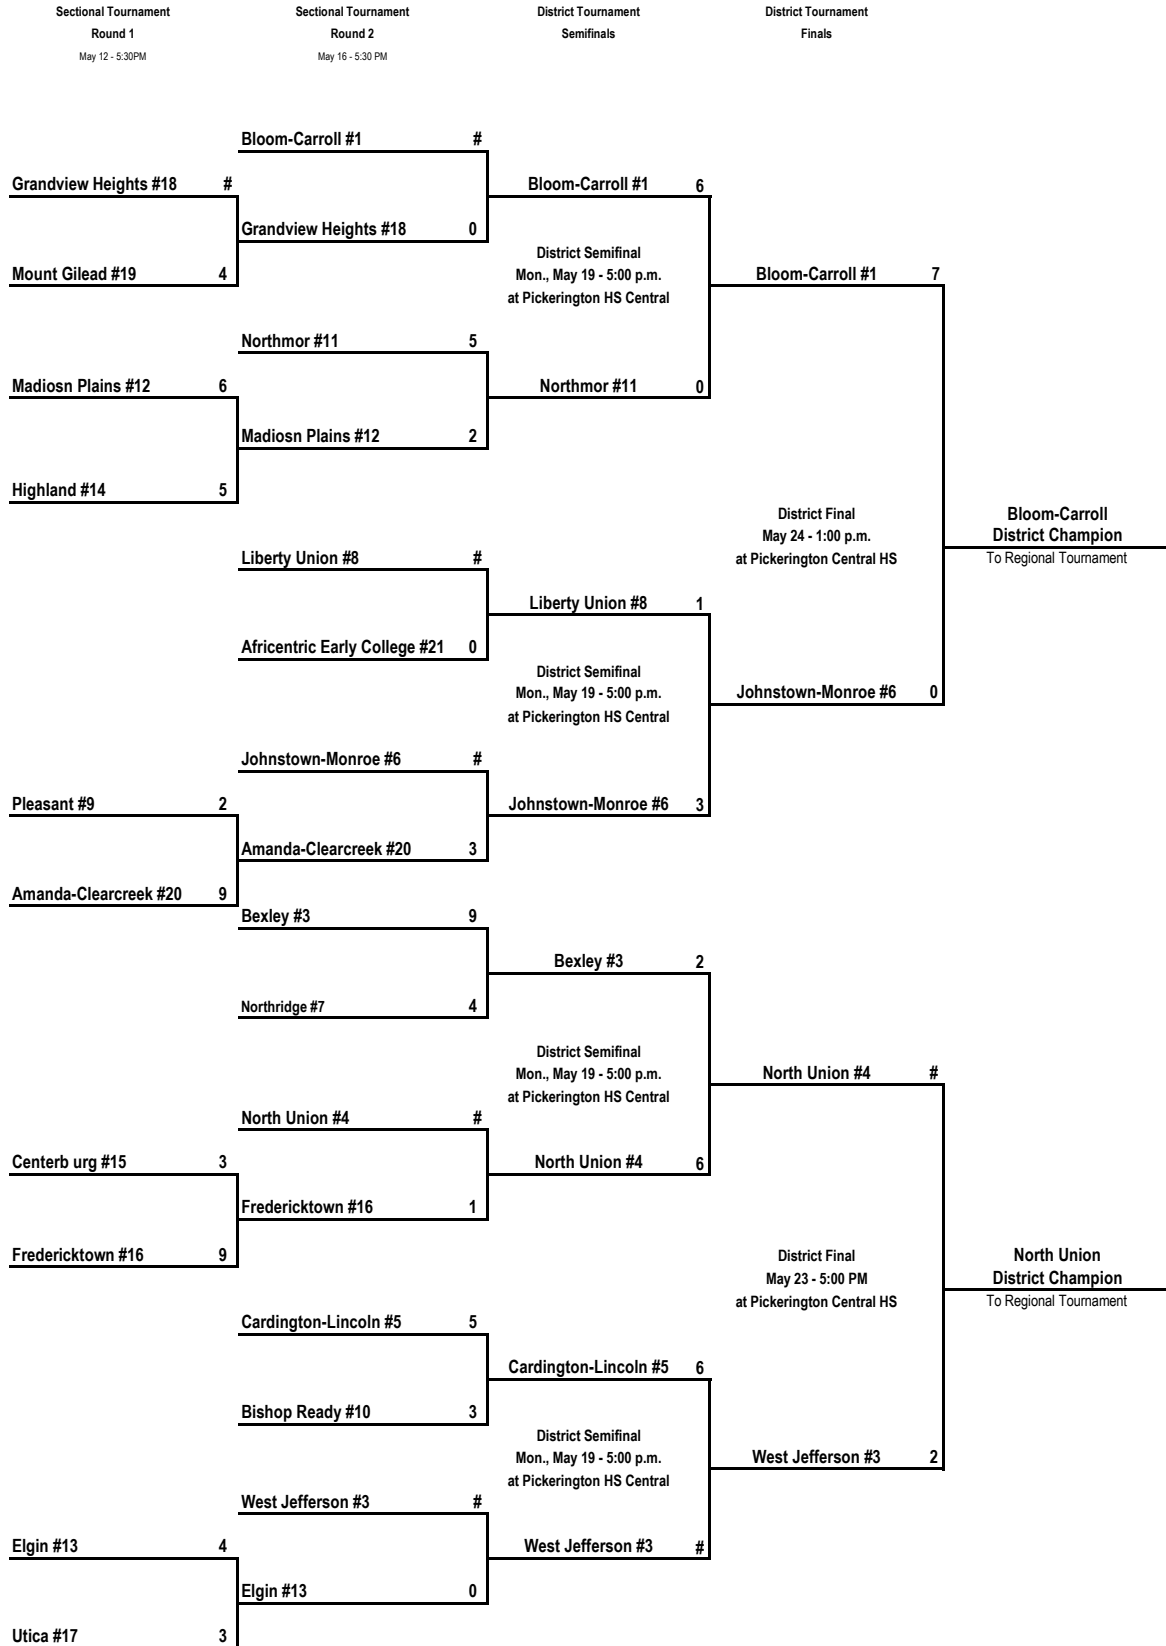 Sectional Tournament
Round 1
May 12 - 5:30PM
Sectional Tournament
Round 2
May 16 - 5:30 PM
District Tournament
Semifinals
District Tournament
Finals
Bloom-Carroll #1 #
Grandview Heights #18 #
Bloom-Carroll #1 6
Grandview Heights #18 0
District Semifinal
Mon., May 19 - 5:00 p.m.
at Pickerington HS Central
Mount Gilead #19 4
Bloom-Carroll #1 7
Northmor #11 5
Madiosn Plains #12 6
Northmor #11 0
Madiosn Plains #12 2
Highland #14 5
District Final
May 24 - 1:00 p.m.
at Pickerington Central HS
Bloom-Carroll
District Champion
To Regional Tournament
Liberty Union #8 #
Liberty Union #8 1
Africentric Early College #21 0
District Semifinal
Mon., May 19 - 5:00 p.m.
at Pickerington HS Central
Johnstown-Monroe #6 0
Johnstown-Monroe #6 #
Pleasant #9 2
Johnstown-Monroe #6 3
Amanda-Clearcreek #20 3
Amanda-Clearcreek #20 9
Bexley #3 9
Bexley #3 2
Northridge #7 4
District Semifinal
Mon., May 19 - 5:00 p.m.
at Pickerington HS Central
North Union #4 #
North Union #4 #
Centerb urg #15 3
North Union #4 6
Fredericktown #16 1
Fredericktown #16 9
District Final
May 23 - 5:00 PM
at Pickerington Central HS
North Union
District Champion
To Regional Tournament
Cardington-Lincoln #5 5
Cardington-Lincoln #5 6
Bishop Ready #10 3
District Semifinal
Mon., May 19 - 5:00 p.m.
at Pickerington HS Central
West Jefferson #3 2
West Jefferson #3 #
Elgin #13 4
West Jefferson #3 #
Elgin #13 0
Utica #17 3